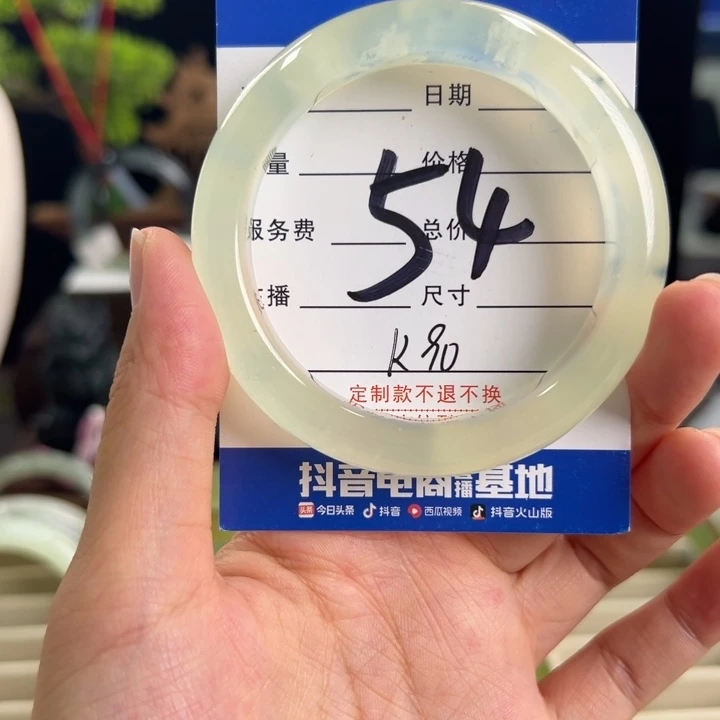 日期
量 价格
54
服务费 总价
播 尺寸
K90
定制款不退不换
抖音电商直播基地
头条 今日头条 抖音 西瓜视频 抖音火山版